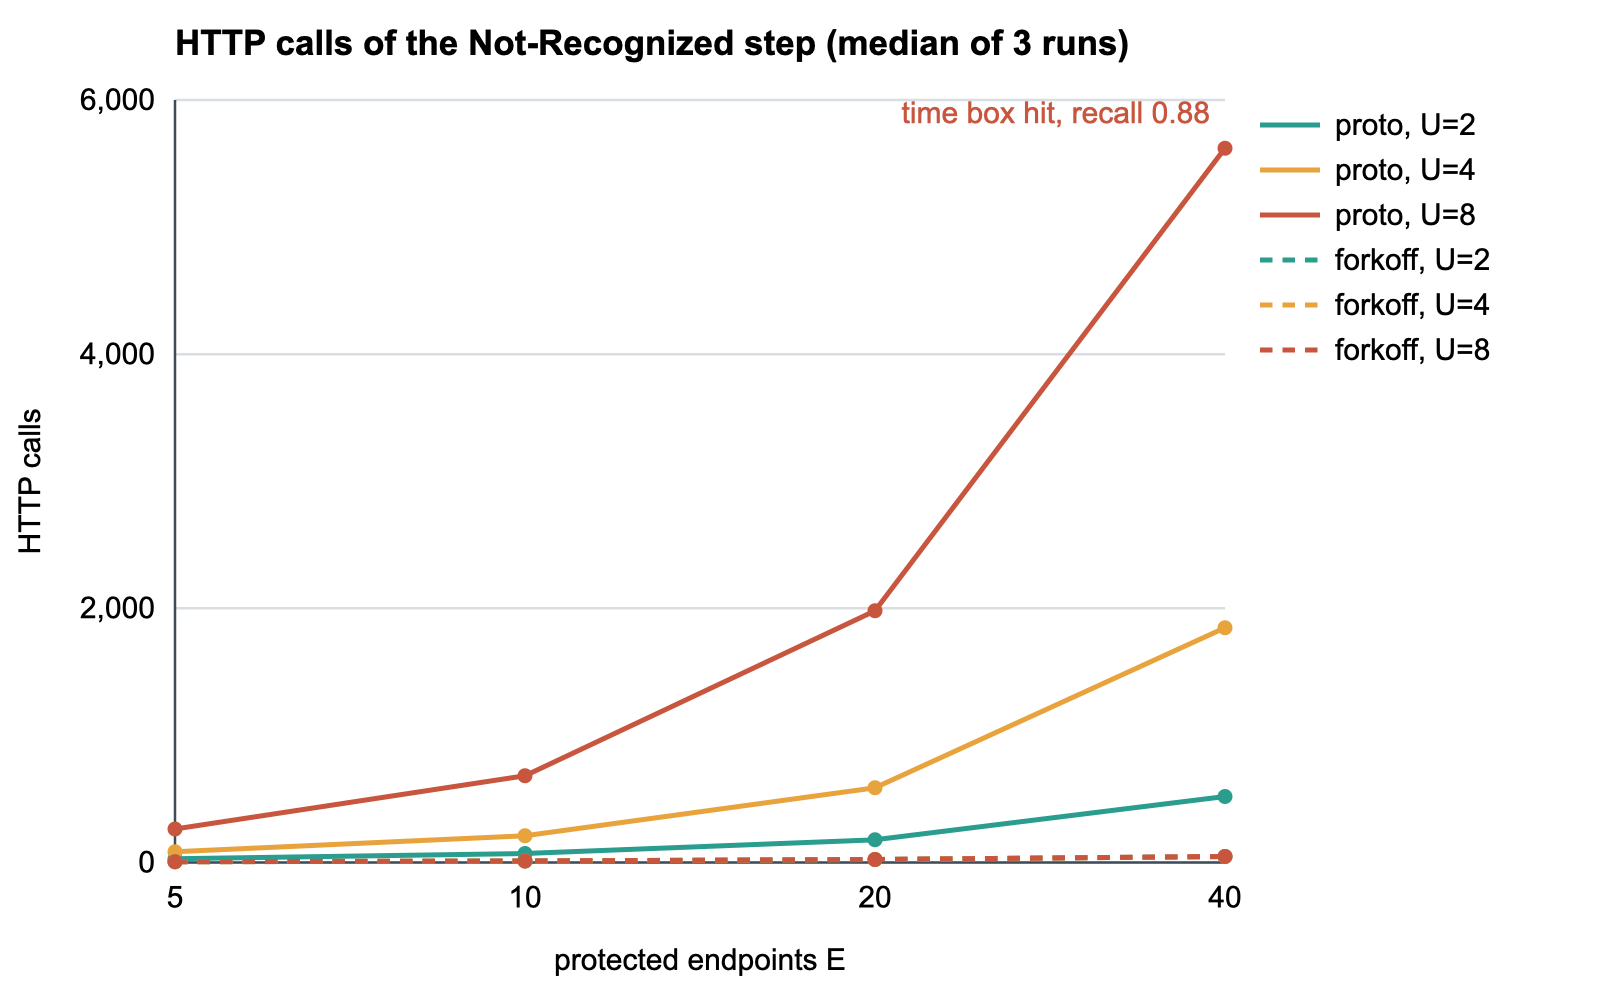 HTTP calls of the Not-Recognized step (median of 3 runs)
6,000
4,000
2,000
0
HTTP calls
time box hit, recall 0.88
5
10
20
40
protected endpoints E
proto, U=2
proto, U=4
proto, U=8
forkoff, U=2
forkoff, U=4
forkoff, U=8